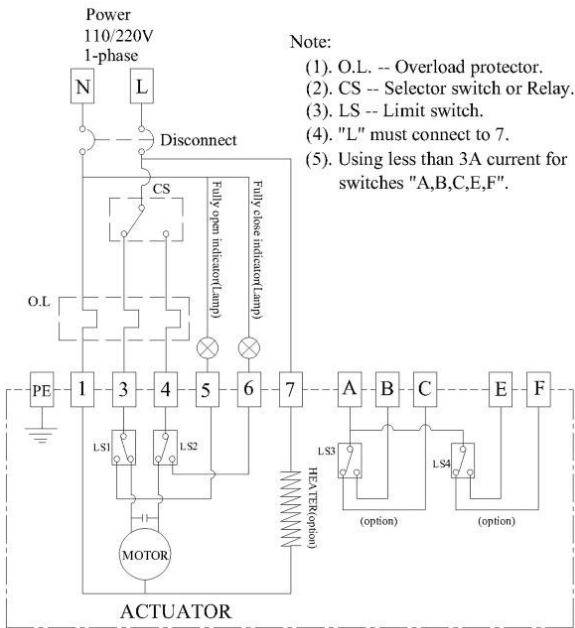 Power
110/220V
1-phase
N
L
Disconnect
CS
Fully open indicator(Lamp)
Fully close indicator(Lamp)
O.L
Note:
(1). O.L. -- Overload protector.
(2). CS -- Selector switch or Relay.
(3). LS -- Limit switch.
(4). "L" must connect to 7.
(5). Using less than 3A current for
switches "A,B,C,E,F".
PE
1
3
4
5
6
7
A
B
C
E
F
LS1
LS2
LS3
LS4
HEATER(option)
(option)
(option)
MOTOR
ACTUATOR